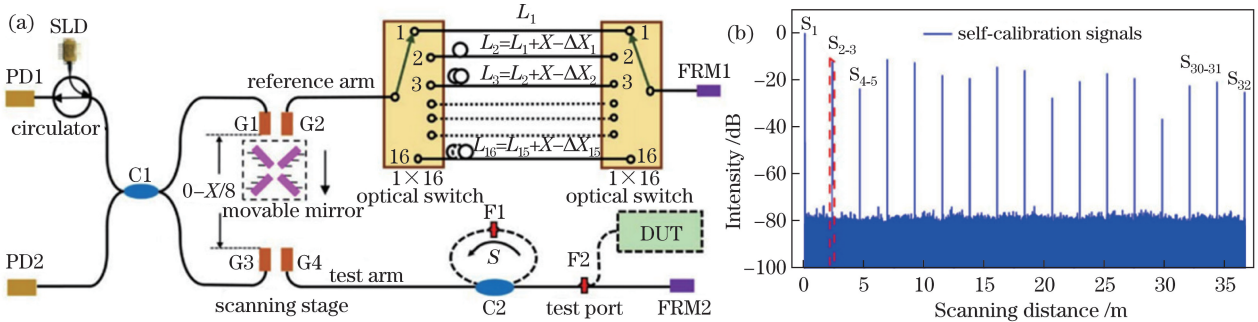 (a)
SLD
PD1
circulator
PD2
C1
reference arm
G1
G2
0–X/8
movable mirror
G3
G4
scanning stage
test arm
1
2
3
16
1×16
optical switch
L₁
L₂=L₁+X-ΔX₁
L₃=L₂+X-ΔX₂
L₁₆=L₁₅+X-ΔX₁₅
1
2
3
16
1×16
optical switch
FRM1
F1
S
C2
F2
test port
DUT
FRM2
(b)
S₁
S₂₋₃
S₄₋₅
self-calibration signals
S₃₀₋₃₁
S₃₂
Intensity /dB
0
−20
−40
−60
−80
−100
0
5
10
15
20
25
30
35
Scanning distance /m